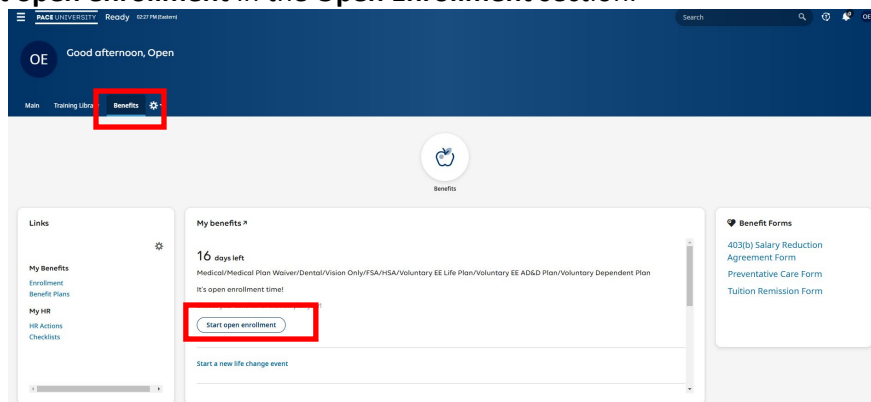 open enrollment in the Open Enrollment section.
PACE UNIVERSITY Ready 02:27 PM (Eastern)
Search
OE
OE
Good afternoon, Open
Main Training Library Benefits
Benefits
Links
My Benefits
Enrollment
Benefit Plans
My HR
HR Actions
Checklists
My benefits
16 days left
Medical/Medical Plan Waiver/Dental/Vision Only/FSA/HSA/Voluntary EE Life Plan/Voluntary EE AD&D Plan/Voluntary Dependent Plan
It's open enrollment time!
Start open enrollment
Start a new life change event
Benefit Forms
403(b) Salary Reduction
Agreement Form
Preventative Care Form
Tuition Remission Form